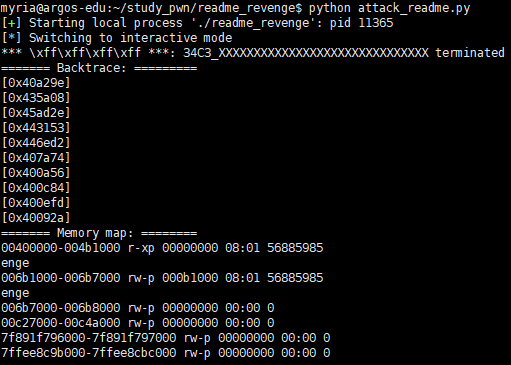 myria@argos-edu:~/study_pwn/readme_revenge$ python attack_readme.py
[+] Starting local process './readme_revenge': pid 11365
[*] Switching to interactive mode
*** \xff\xff\xff\xff ***: 34C3_XXXXXXXXXXXXXXXXXXXXXXXXXXXXXX terminated
======= Backtrace: =========
[0x40a29e]
[0x435a08]
[0x45ad2e]
[0x443153]
[0x446ed2]
[0x407a74]
[0x400a56]
[0x400c84]
[0x400efd]
[0x40092a]
======= Memory map: ========
00400000-004b1000 r-xp 00000000 08:01 56885985
enge
006b1000-006b7000 rw-p 000b1000 08:01 56885985
enge
006b7000-006b8000 rw-p 00000000 00:00 0
00c27000-00c4a000 rw-p 00000000 00:00 0
7f891f796000-7f891f797000 rw-p 00000000 00:00 0
7ffee8c9b000-7ffee8cbc000 rw-p 00000000 00:00 0